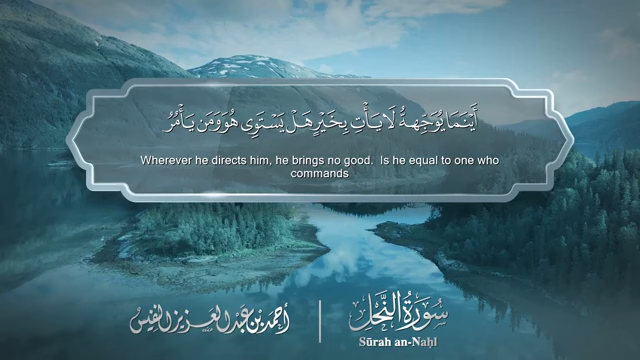 أَيْنَمَا يُوَجِّههُّ لَا يَأْتِ بِخَيْرٍ هَلْ يَسْتَوِى هُوَ وَمَن يَأْمُرُ
Wherever he directs him, he brings no good.  Is he equal to one who
commands
سُورَةُ النَّحْل | أحمد بن عبد العزيز النفيس
Sūrah an-Naḥl